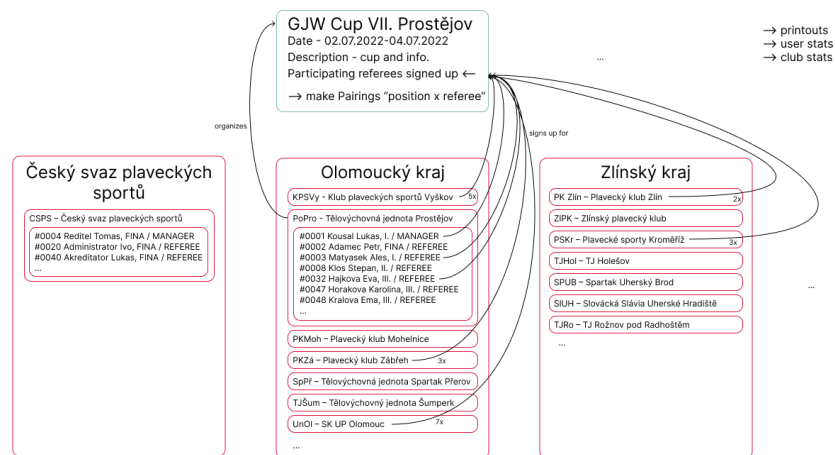 GJW Cup VII. Prostějov
Date - 02.07.2022-04.07.2022
Description - cup and info.
Participating referees signed up <--
--> make Pairings “position x referee”
...
→ printouts
→ user stats
→ club stats
organizes
signs up for
Český svaz plaveckých
sportů
CSPS – Český svaz plaveckých sportů
#0004 Reditel Tomas, FINA / MANAGER
#0020 Administrator Ivo, FINA / REFEREE
#0040 Akreditator Lukas, FINA / REFEREE
...
Olomoucký kraj
KPSVy - Klub plaveckých sportů Vyškov 5x
PoPro - Tělovýchovná jednota Prostějov
#0001 Kousal Lukas, I. / MANAGER
#0002 Adamec Petr, FINA / REFEREE
#0003 Matyasek Ales, I. / REFEREE
#0008 Klos Stepan, II. / REFEREE
#0032 Hajkova Eva, III. / REFEREE
#0047 Horakova Karolina, III. / REFEREE
#0048 Kralova Ema, III. / REFEREE
...
PKMoh – Plavecký klub Mohelnice
PKZá – Plavecký klub Zábřeh 3x
SpPř – Tělovýchovná jednota Spartak Přerov
TJŠum – Tělovýchovný jednota Šumperk
UnOl – SK UP Olomouc 7x
...
Zlínský kraj
PK Zlín – Plavecký klub Zlín 2x
ZlPK – Zlínský plavecký klub
PSKr – Plavecké sporty Kroměříž 3x
TJHol – TJ Holešov
SPUB – Spartak Uherský Brod
SlUH – Slovácká Slávia Uherské Hradiště
TJRo – TJ Rožnov pod Radhoštěm
...
...